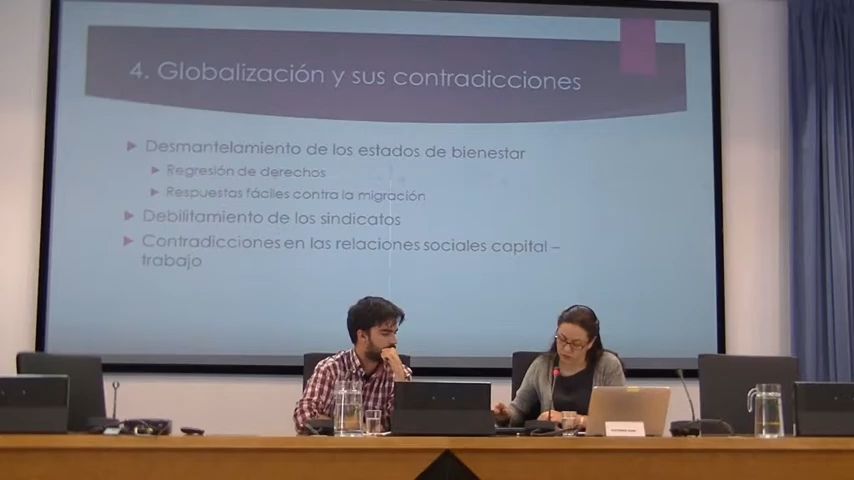 4. Globalización y sus contradicciones
Desmantelamiento de los estados de bienestar
Regresión de derechos
Respuestas fáciles contra la migración
Debilitamiento de los sindicatos
Contradicciones en las relaciones sociales capital –
trabajo